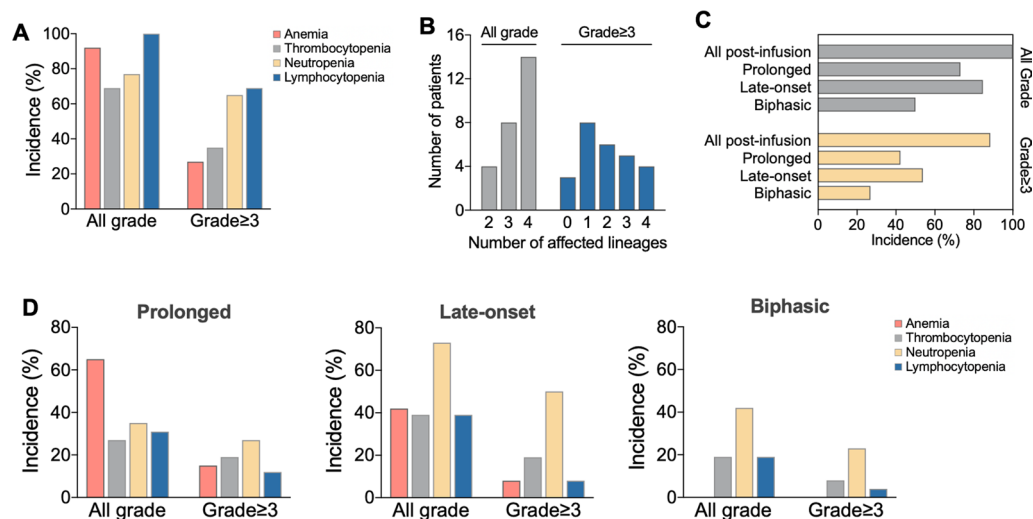 A
Incidence (%)
100
80
60
40
20
0
All grade
Grade≥3
Anemia
Thrombocytopenia
Neutropenia
Lymphocytopenia
B
All grade
Grade≥3
Number of patients
16
12
8
4
0
2 3 4 0 1 2 3 4
Number of affected lineages
C
All post-infusion
Prolonged
Late-onset
Biphasic
All Grade
All post-infusion
Prolonged
Late-onset
Biphasic
Grade≥3
0 20 40 60 80 100
Incidence (%)
D
Prolonged
Incidence (%)
80
60
40
20
0
All grade
Grade≥3
Late-onset
Incidence (%)
80
60
40
20
0
All grade
Grade≥3
Biphasic
Incidence (%)
80
60
40
20
0
All grade
Grade≥3
Anemia
Thrombocytopenia
Neutropenia
Lymphocytopenia